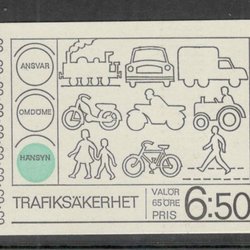 ANSVAR
OMDÖME
HÄNSYN
TRAFIKSÄKERHET
VALÖR
65 ÖRE
PRIS
6:50